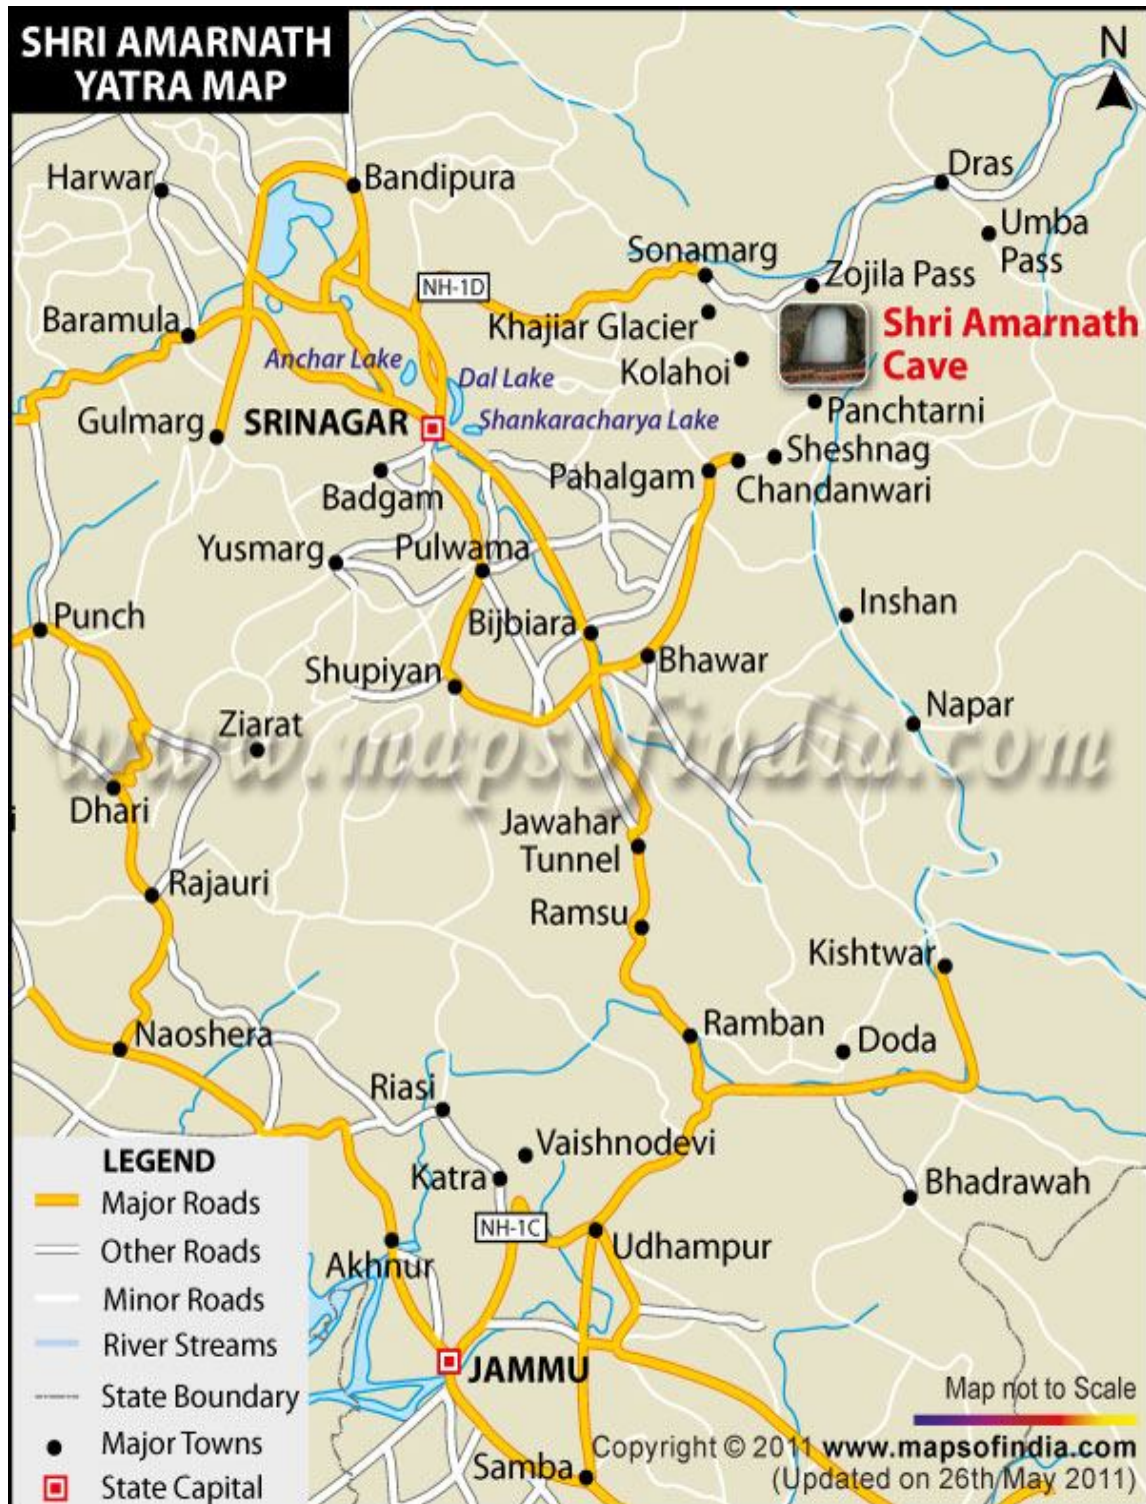 SHRI AMARNATH
YATRA MAP
N
Harwar
Bandipura
Dras
Umba
Pass
Sonamarg
Zojila Pass
NH-1D
Baramula
Khajiar Glacier
Shri Amarnath
Cave
Anchar Lake
Kolahoi
Dal Lake
Panchtarni
Gulmarg
SRINAGAR
Shankaracharya Lake
Sheshnag
Pahalgam
Chandanwari
Badgam
Yusmarg
Pulwama
Inshan
Punch
Bijbiara
Bhawar
Shupiyan
Napar
Ziarat
www.mapsofindia.com
Dhari
i
Jawahar
Tunnel
Rajauri
Ramsu
Kishtwar
Naoshera
Ramban
Doda
Riasi
Vaishnodevi
Katra
Bhadrawah
NH-1C
Udhampur
Akhnur
JAMMU
Samba
LEGEND
Major Roads
Other Roads
Minor Roads
River Streams
State Boundary
Major Towns
State Capital
Map not to Scale
Copyright © 2011 www.mapsofindia.com
(Updated on 26th May 2011)